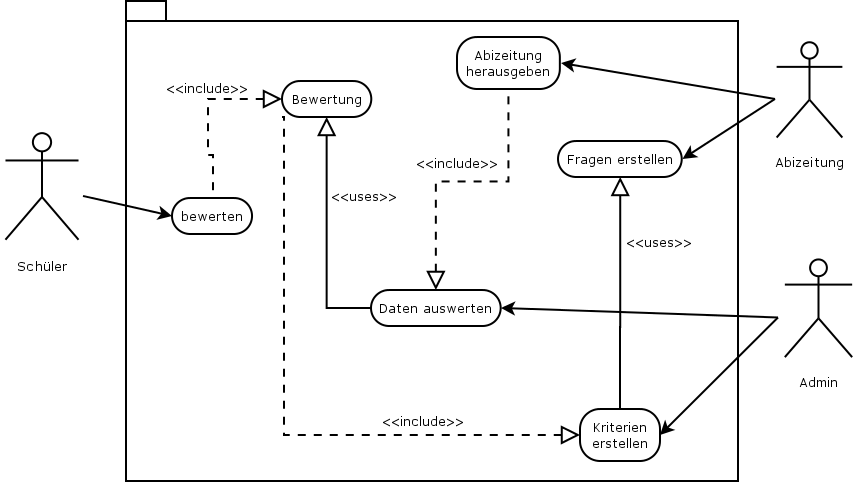 Abizeitung
herausgeben
<<include>>
Bewertung
Fragen erstellen
Abizeitung
<<include>>
<<uses>>
bewerten
<<uses>>
Schüler
Daten auswerten
Admin
<<include>>
Kriterien
erstellen